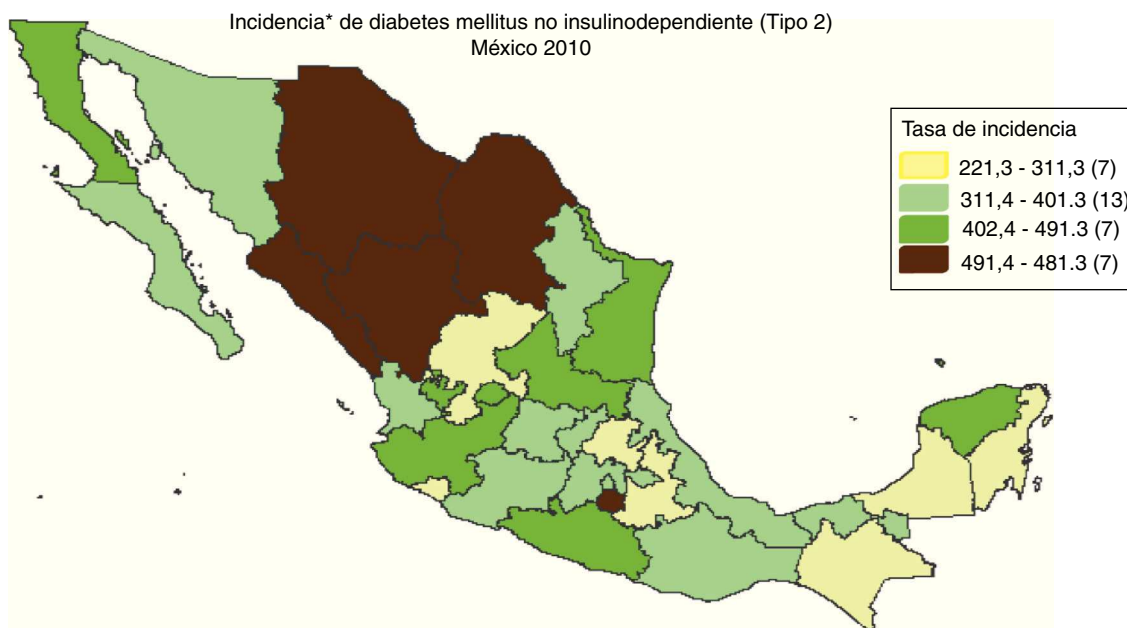 Incidencia* de diabetes mellitus no insulinodependiente (Tipo 2)
México 2010
Tasa de incidencia
221,3 - 311,3 (7)
311,4 - 401.3 (13)
402,4 - 491.3 (7)
491,4 - 481.3 (7)